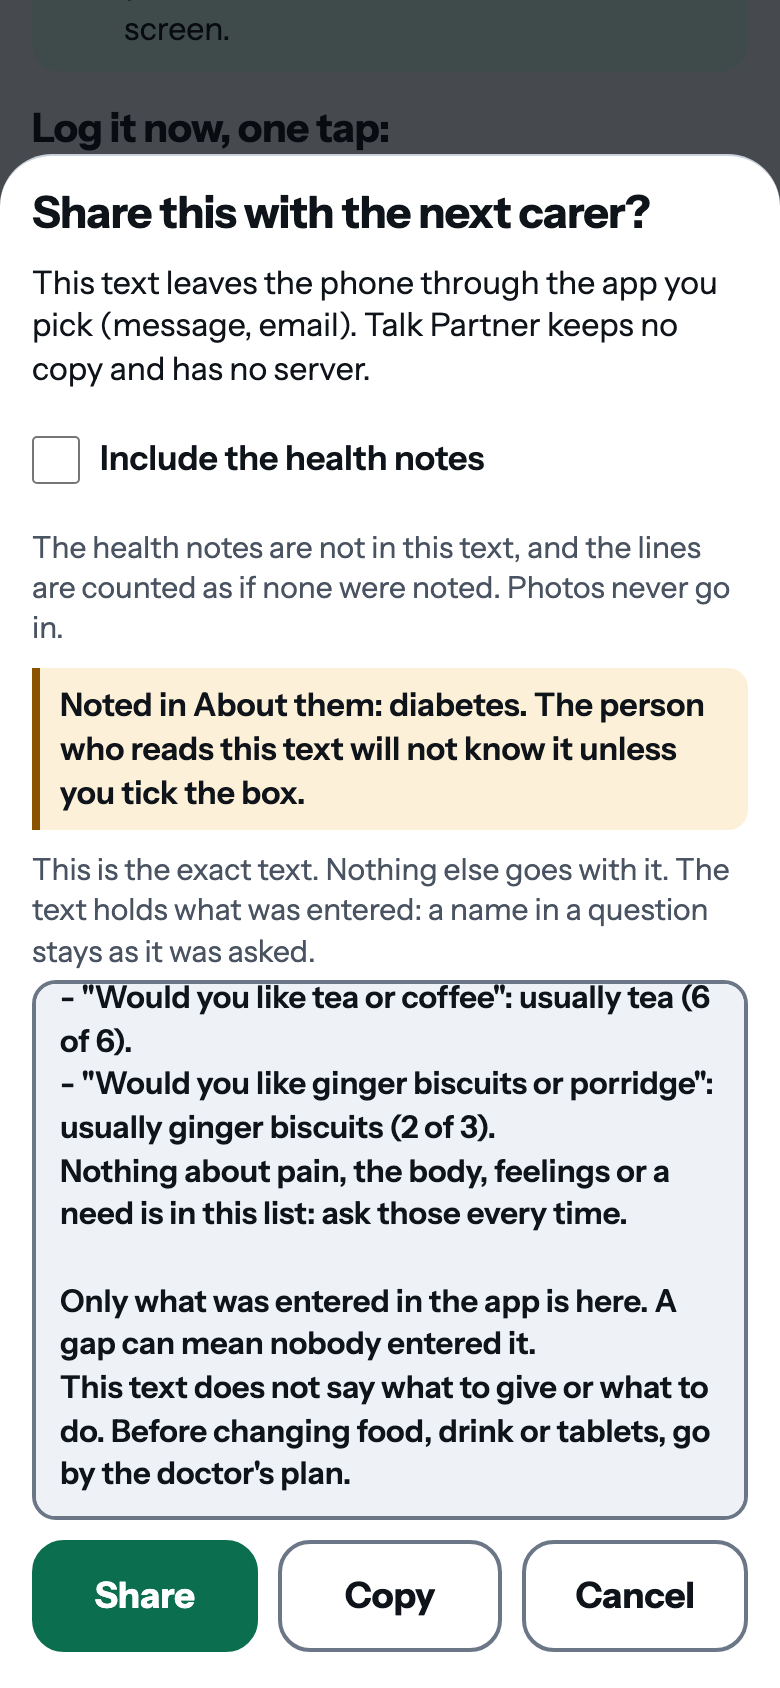 screen.
Log it now, one tap:
Share this with the next carer?
This text leaves the phone through the app you
pick (message, email). Talk Partner keeps no
copy and has no server.
Include the health notes
The health notes are not in this text, and the lines
are counted as if none were noted. Photos never go
in.
Noted in About them: diabetes. The person
who reads this text will not know it unless
you tick the box.
This is the exact text. Nothing else goes with it. The
text holds what was entered: a name in a question
stays as it was asked.
- "Would you like tea or coffee": usually tea (6
of 6).
- "Would you like ginger biscuits or porridge":
usually ginger biscuits (2 of 3).
Nothing about pain, the body, feelings or a
need is in this list: ask those every time.
Only what was entered in the app is here. A
gap can mean nobody entered it.
This text does not say what to give or what to
do. Before changing food, drink or tablets, go
by the doctor's plan.
Share
Copy
Cancel